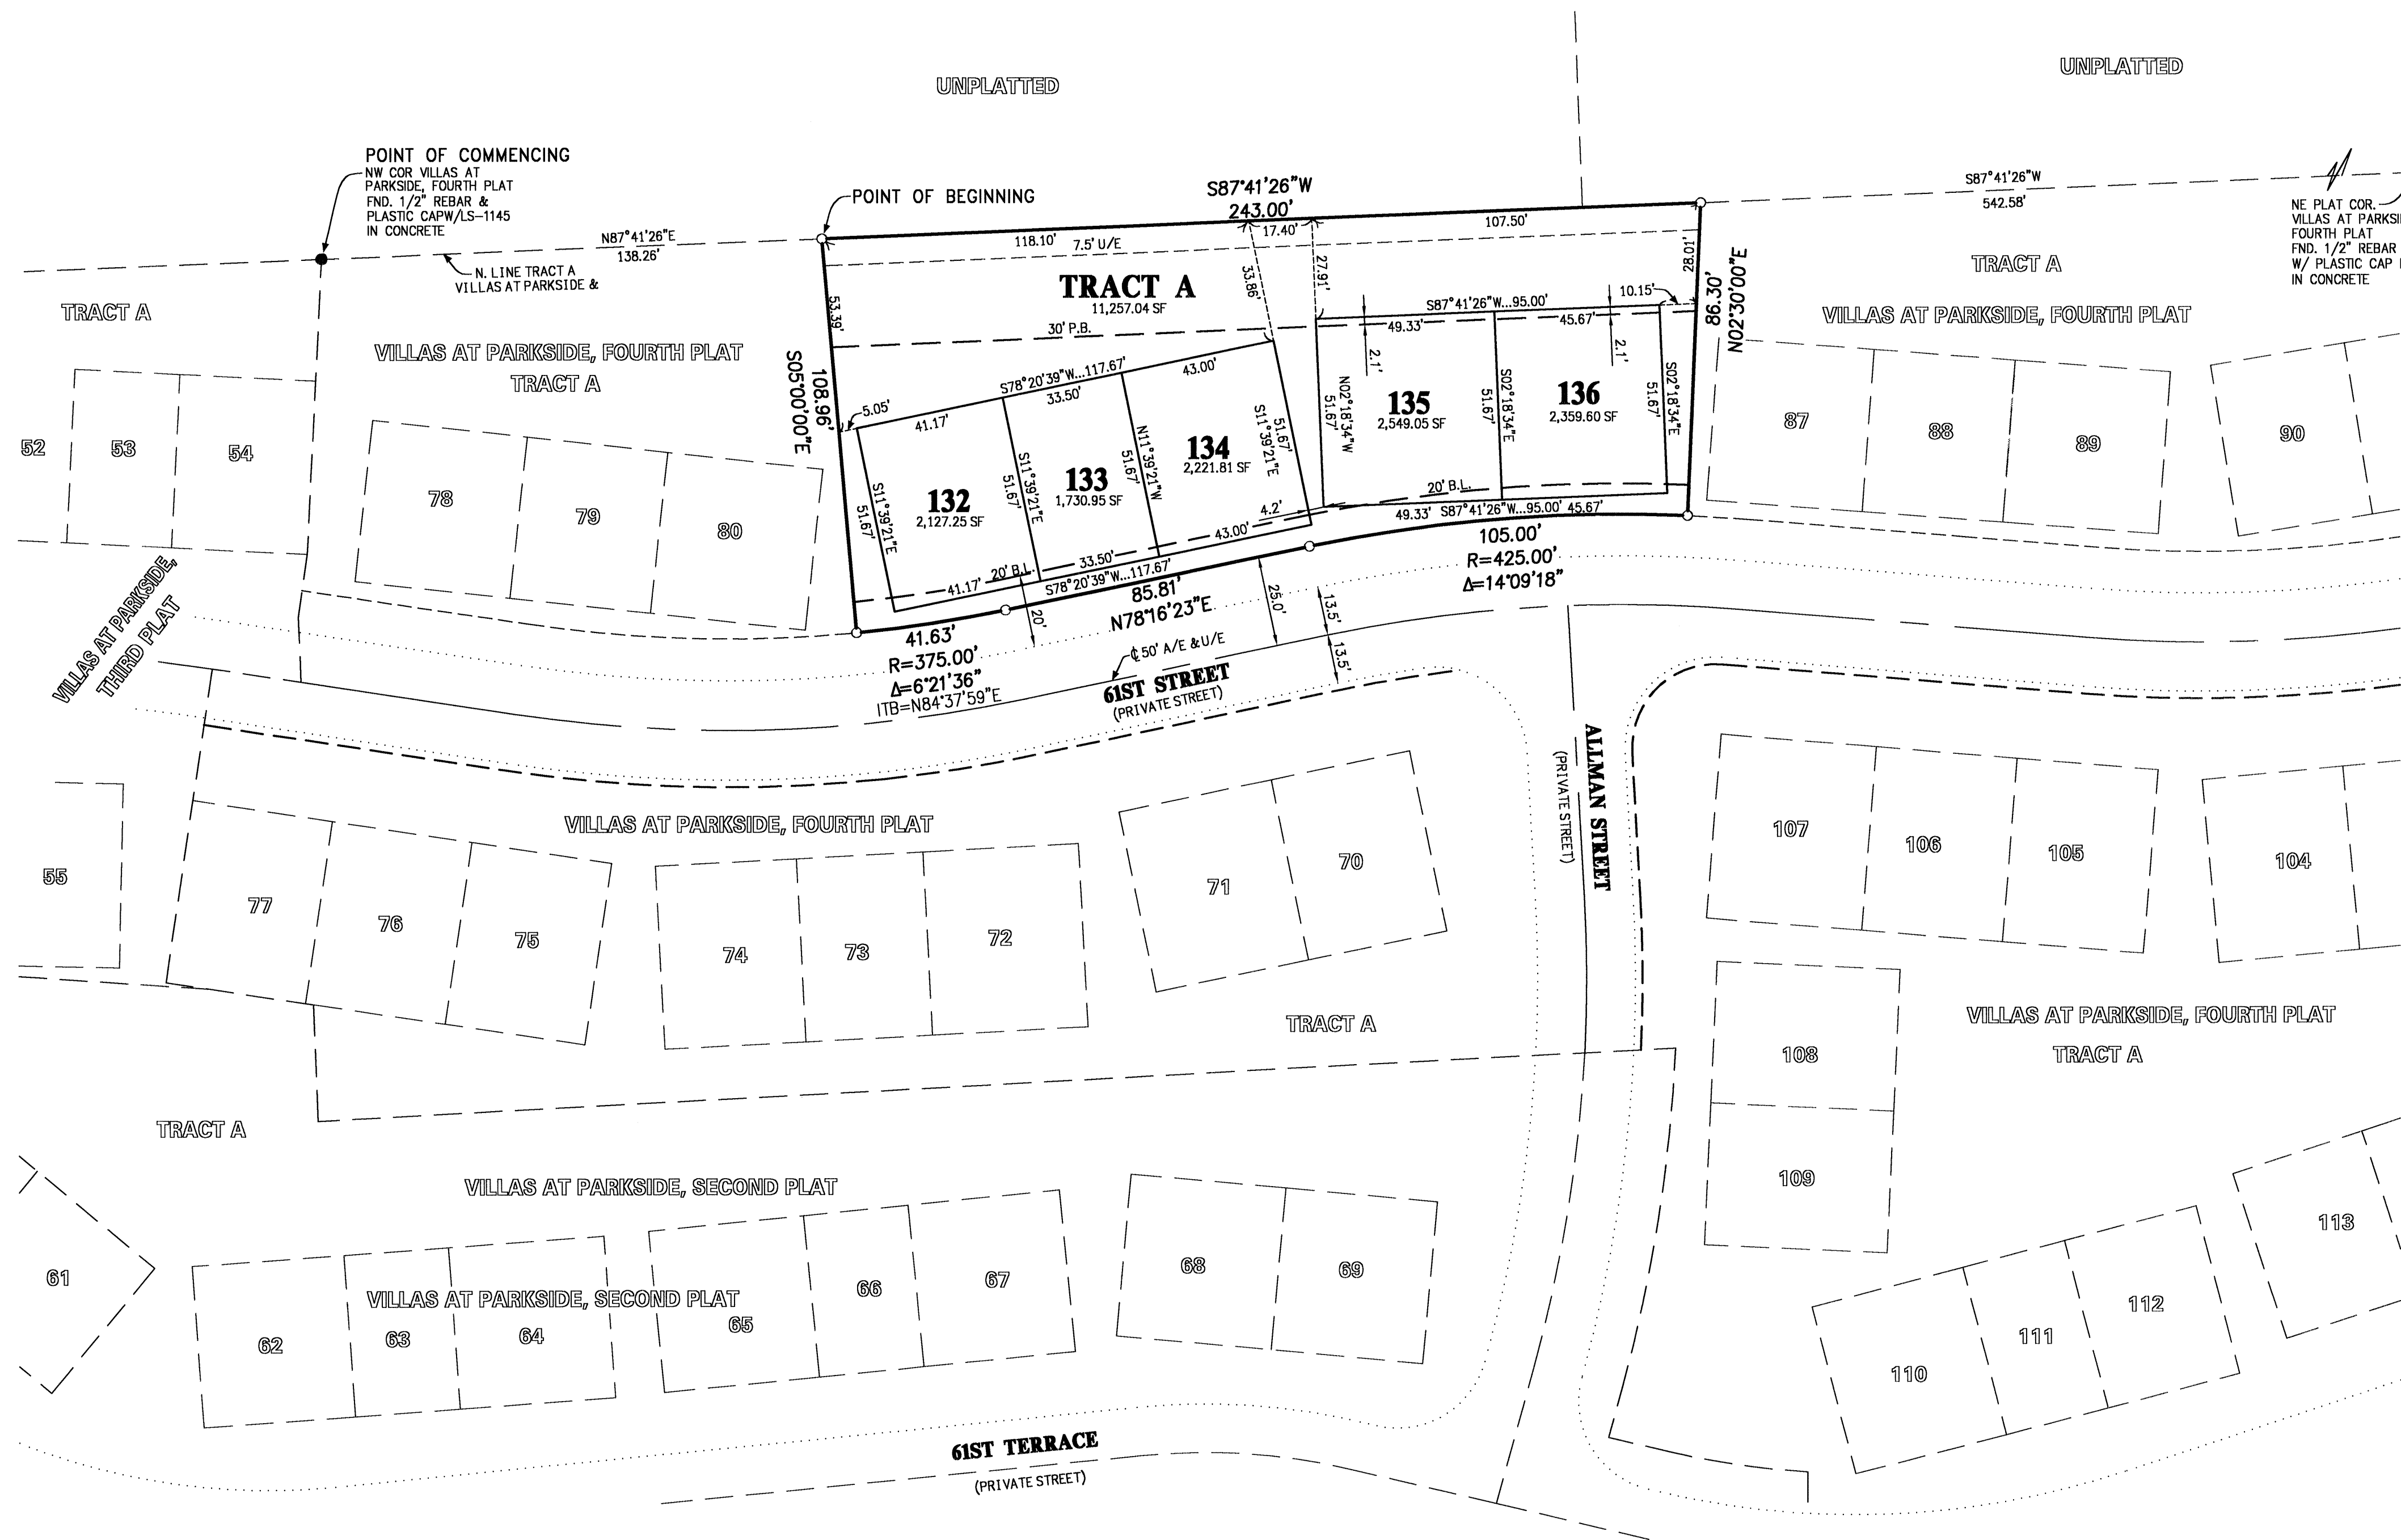 UNPLATTED
UNPLATTED
POINT OF COMMENCING
NW COR VILLAS AT
PARKSIDE, FOURTH PLAT
FND. 1/2" REBAR &
PLASTIC CAPW/LS-1145
IN CONCRETE
POINT OF BEGINNING
S87°41'26"W
243.00'
S87°41'26"W
542.58'
NE PLAT COR.
VILLAS AT PARKSI
FOURTH PLAT
FND. 1/2" REBAR
W/ PLASTIC CAP
IN CONCRETE
N87°41'26"E
138.26'
N. LINE TRACT A
VILLAS AT PARKSIDE &
118.10'
7.5' U/E
17.40'
107.50'
28.01'
86.30'
N02°30'00"E
53.39'
TRACT A
11,257.04 SF
33.86'
27.91'
30' P.B.
S87°41'26"W...95.00'
10.15'
49.33'
45.67'
2.1'
2.1'
TRACT A
VILLAS AT PARKSIDE, FOURTH PLAT
TRACT A
VILLAS AT PARKSIDE, FOURTH PLAT
TRACT A
108.96'
S05°00'00"E
5.05'
S78°20'39"W...117.67'
41.17'
33.50'
43.00'
S11°39'21"E
51.67'
132
2,127.25 SF
S11°39'21"E
51.67'
133
1,730.95 SF
N11°39'21"W
51.67'
134
2,221.81 SF
51.67'
S11°39'21"E
N02°18'34"W
51.67'
135
2,549.05 SF
S02°18'34"E
51.67'
136
2,359.60 SF
S02°18'34"E
51.67'
52
53
54
78
79
80
87
88
89
90
20' B.L.
4.2'
49.33' S87°41'26"W...95.00' 45.67'
41.17'
20' B.L.
33.50'
43.00'
S78°20'39"W...117.67'
105.00'
R=425.00'
Δ=14°09'18"
85.81'
N78°16'23"E
20'
25.0'
13.5'
13.5'
41.63'
R=375.00'
Δ=6°21'36"
ITB=N84°37'59"E
℄ 50' A/E & U/E
61ST STREET
(PRIVATE STREET)
VILLAS AT PARKSIDE,
THIRD PLAT
ALLMAN STREET
(PRIVATE STREET)
VILLAS AT PARKSIDE, FOURTH PLAT
55
77
76
75
74
73
72
71
70
107
106
105
104
TRACT A
VILLAS AT PARKSIDE, FOURTH PLAT
TRACT A
108
109
TRACT A
VILLAS AT PARKSIDE, SECOND PLAT
61
62
63
64
VILLAS AT PARKSIDE, SECOND PLAT
65
66
67
68
69
110
111
112
113
61ST TERRACE
(PRIVATE STREET)